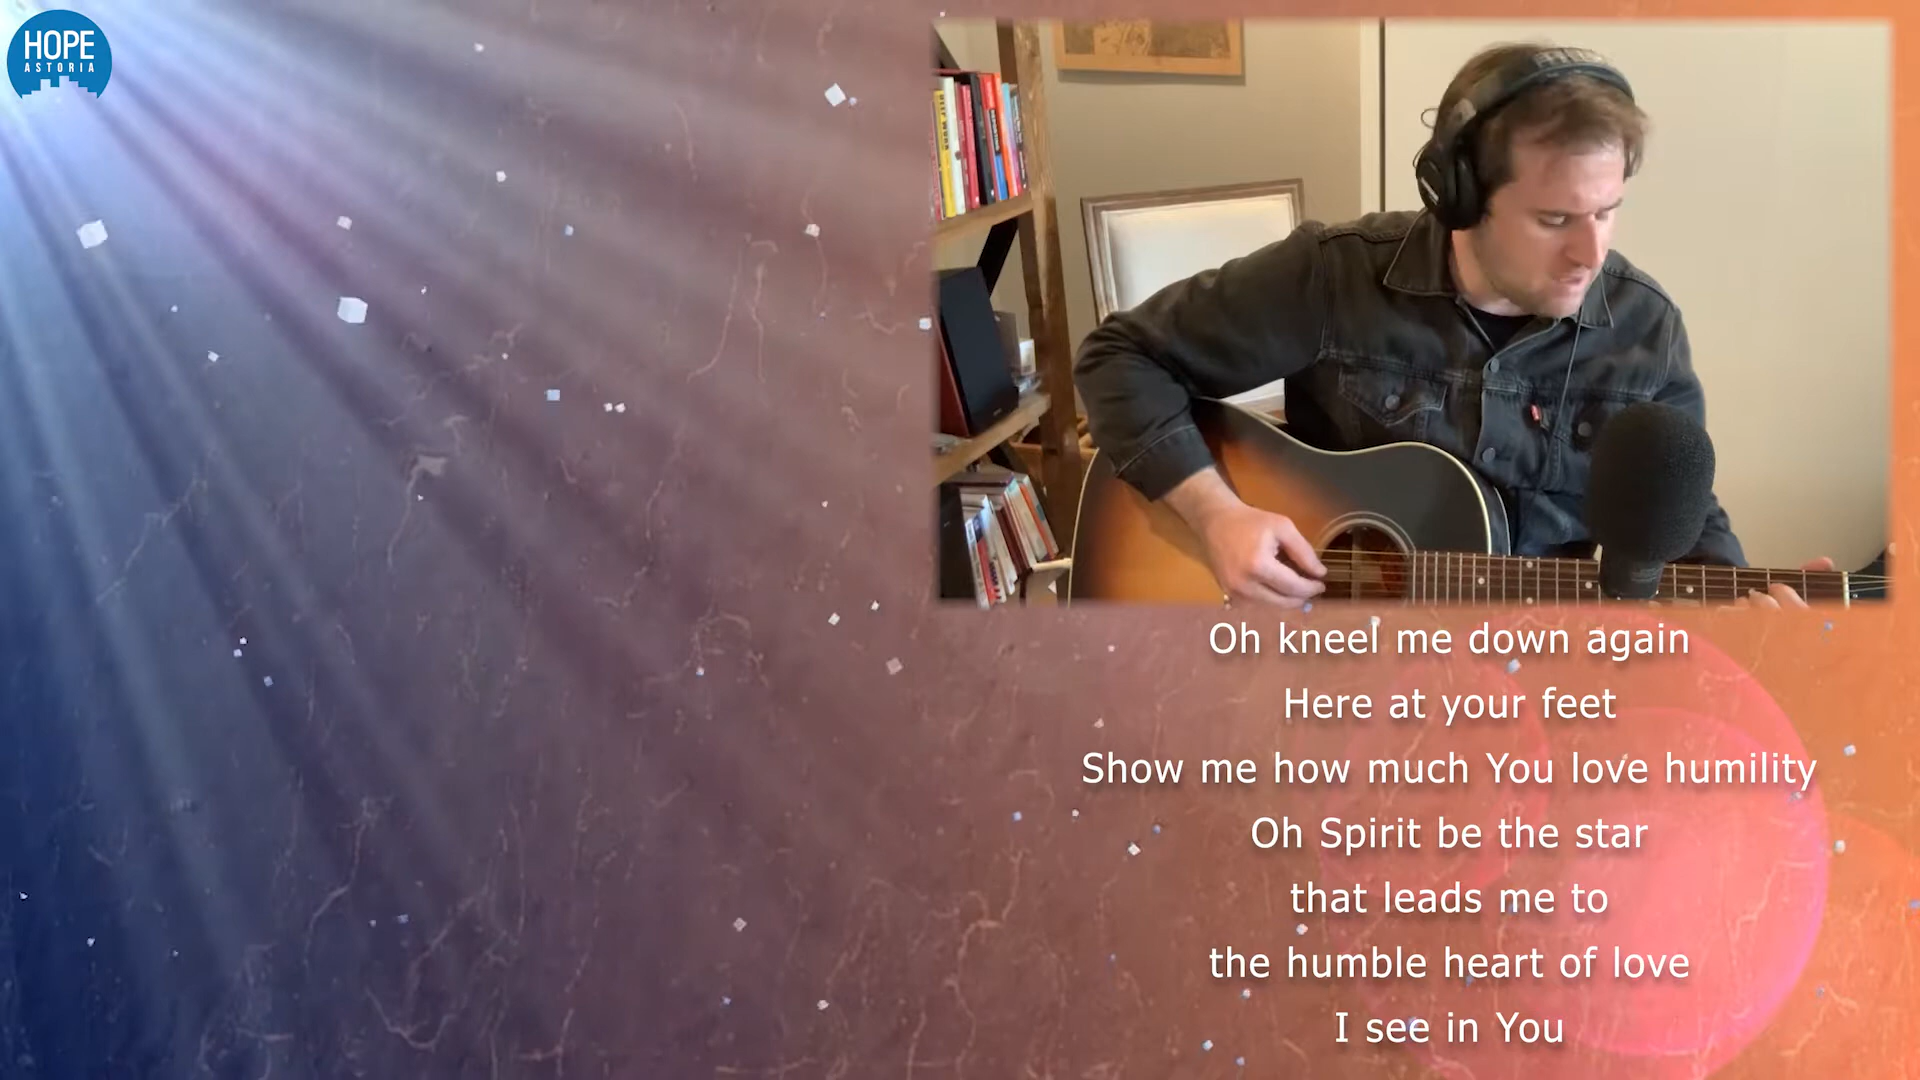 HOPE
ASTORIA
Oh kneel me down again
Here at your feet
Show me how much You love humility
Oh Spirit be the star
that leads me to
the humble heart of love
I see in You